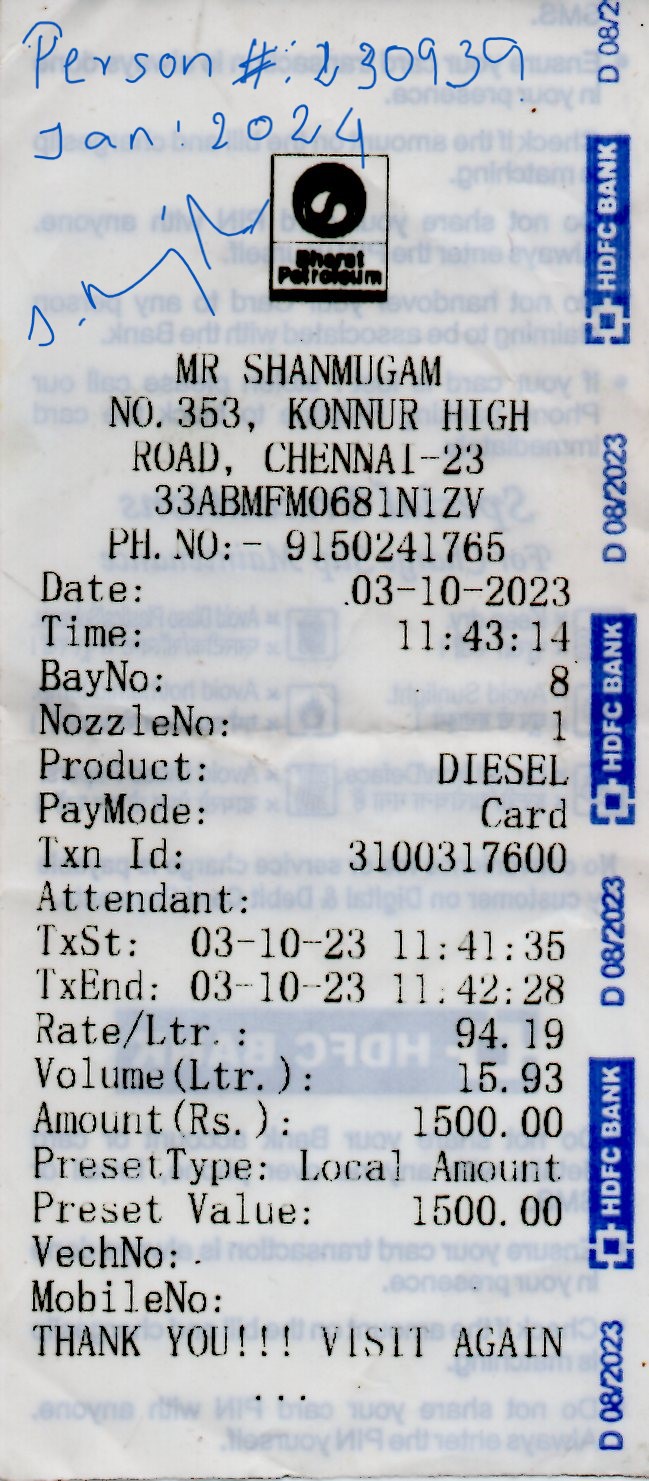 Person #: 230939
Jan: 2024
Bharat
Petroleum
MR SHANMUGAM
NO.353, KONNUR HIGH
ROAD, CHENNAI-23
33ABMFM0681N1ZV
PH.NO:- 9150241765
Date: 03-10-2023
Time: 11:43:14
BayNo: 8
NozzleNo: 1
Product: DIESEL
PayMode: Card
Txn Id: 3100317600
Attendant:
TxSt: 03-10-23 11:41:35
TxEnd: 03-10-23 11:42:28
Rate/Ltr.: 94.19
Volume(Ltr.): 15.93
Amount(Rs.): 1500.00
PresetType: Local Amount
Preset Value: 1500.00
VechNo:
MobileNo:
THANK YOU!!! VISIT AGAIN
...
D 08/2
HDFC BANK
D 08/2023
HDFC BANK
D 08/2023
HDFC BANK
D 08/2023